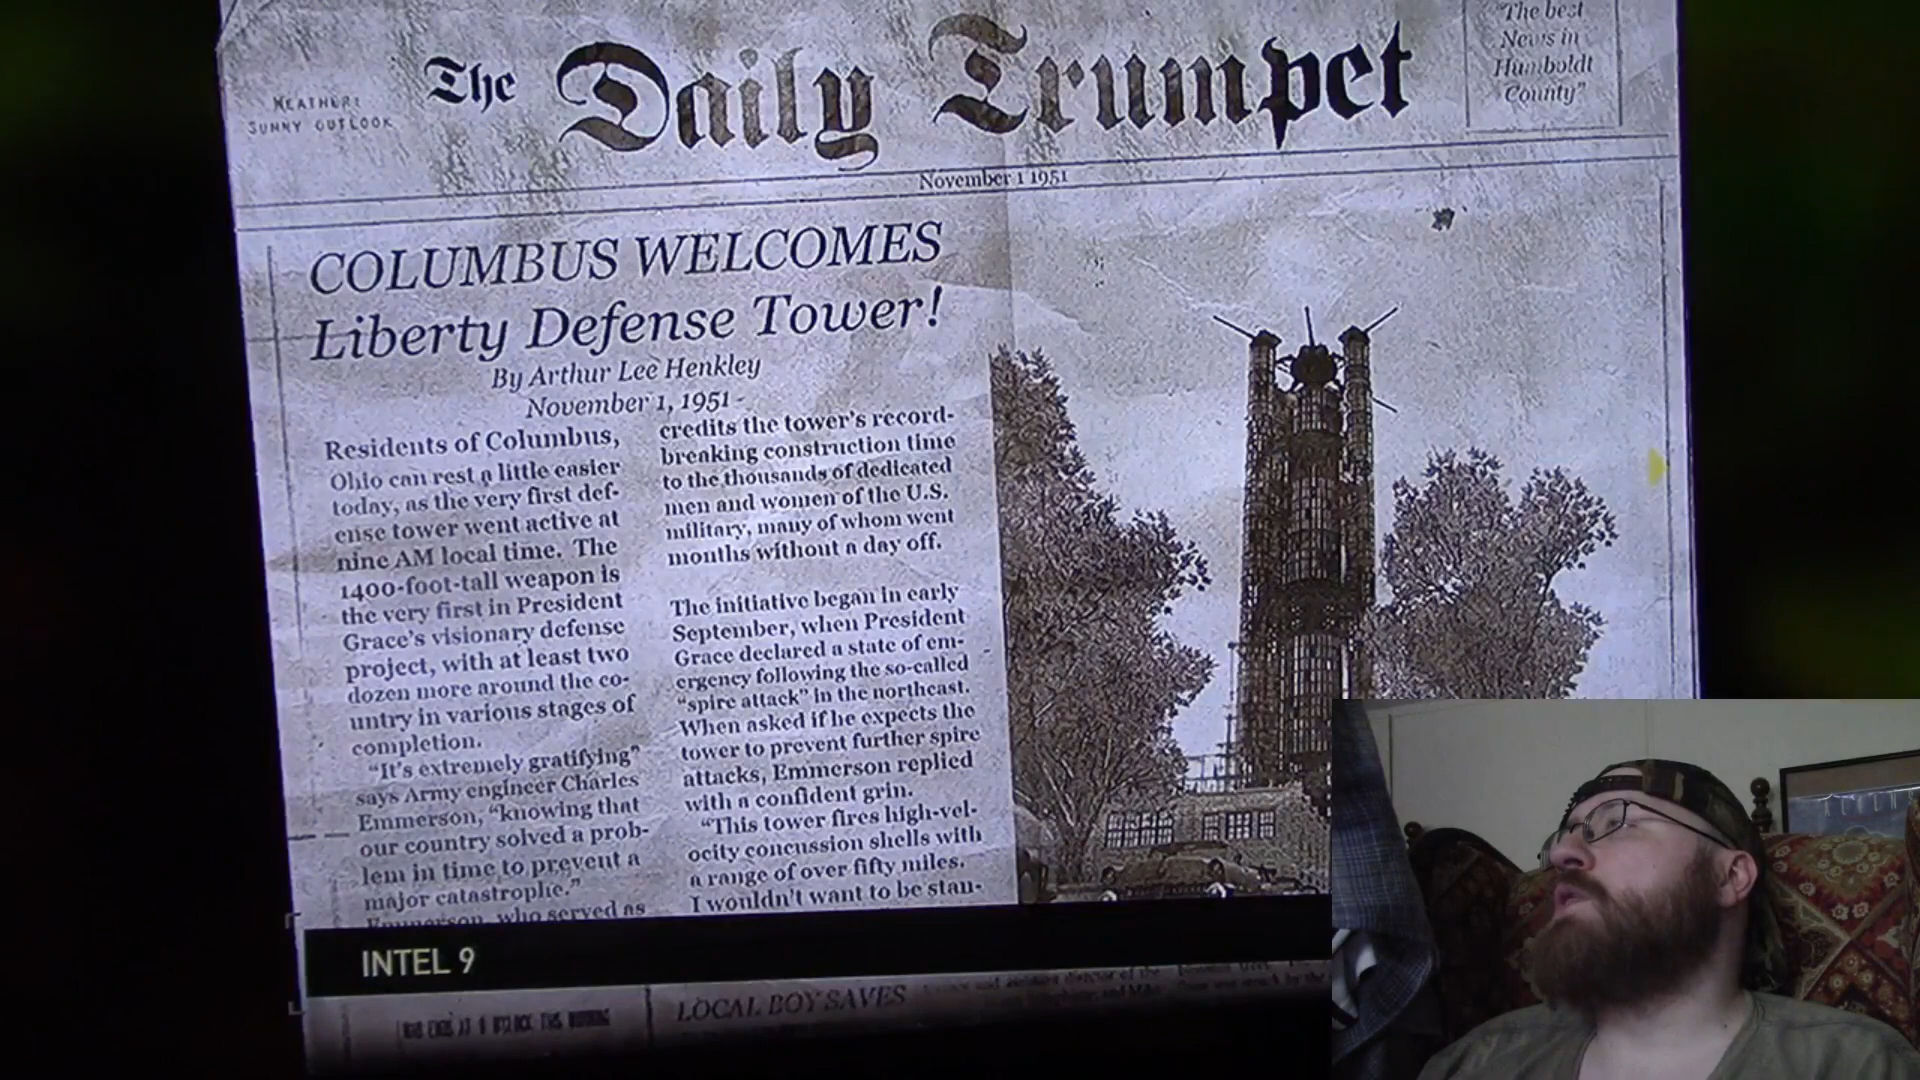 WEATHER:
SUNNY OUTLOOK
The Daily Trumpet
"The best
News in
Humboldt
County"
November 1 1951
COLUMBUS WELCOMES
Liberty Defense Tower!
By Arthur Lee Henkley
November 1, 1951 -
Residents of Columbus,
Ohio can rest a little easier
today, as the very first def-
ense tower went active at
nine AM local time. The
1400-foot-tall weapon is
the very first in President
Grace's visionary defense
project, with at least two
dozen more around the co-
untry in various stages of
completion.
"It's extremely gratifying"
says Army engineer Charles
Emmerson, "knowing that
our country solved a prob-
lem in time to prevent a
major catastrophe."
Emmerson, who served as
credits the tower's record-
breaking construction time
to the thousands of dedicated
men and women of the U.S.
military, many of whom went
months without a day off.
The initiative began in early
September, when President
Grace declared a state of em-
ergency following the so-called
"spire attack" in the northeast.
When asked if he expects the
tower to prevent further spire
attacks, Emmerson replied
with a confident grin.
"This tower fires high-vel-
ocity concussion shells with
a range of over fifty miles.
I wouldn't want to be stan-
INTEL 9
LOCAL BOY SAVES